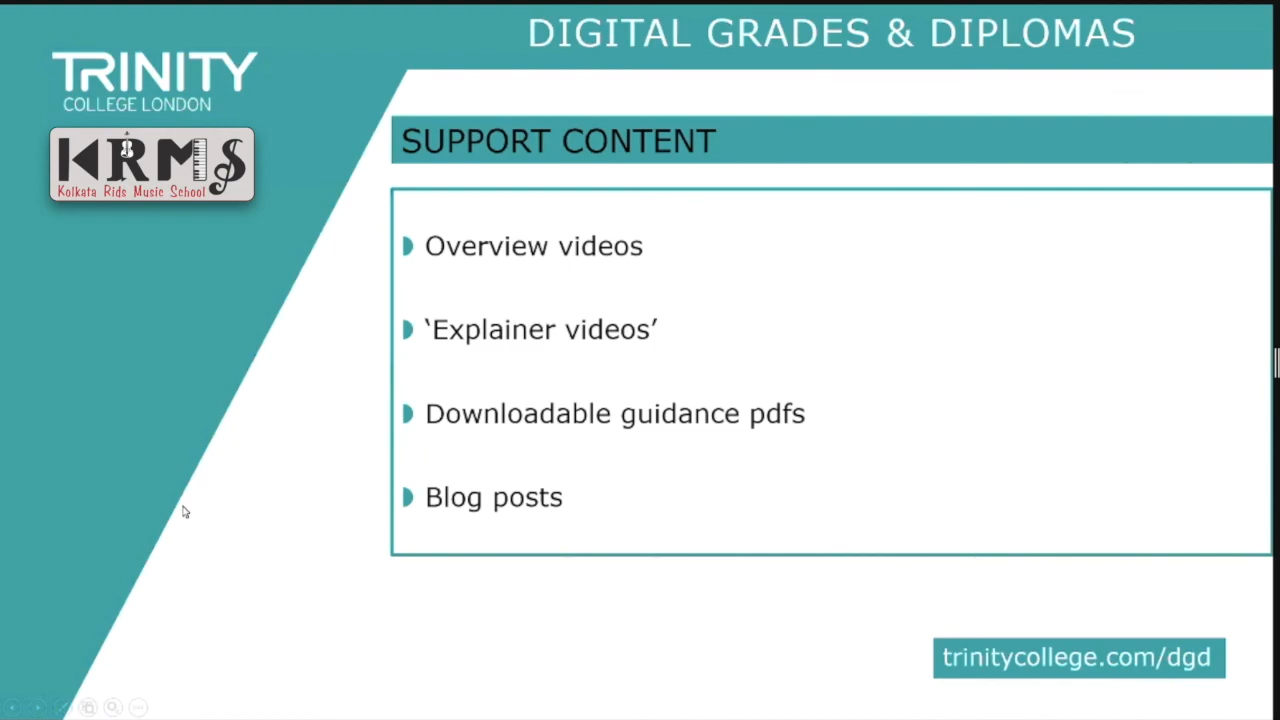 DIGITAL GRADES & DIPLOMAS
TRINITY
COLLEGE LONDON
KRMS
Kolkata Rids Music School
SUPPORT CONTENT
Overview videos
‘Explainer videos’
Downloadable guidance pdfs
Blog posts
trinitycollege.com/dgd